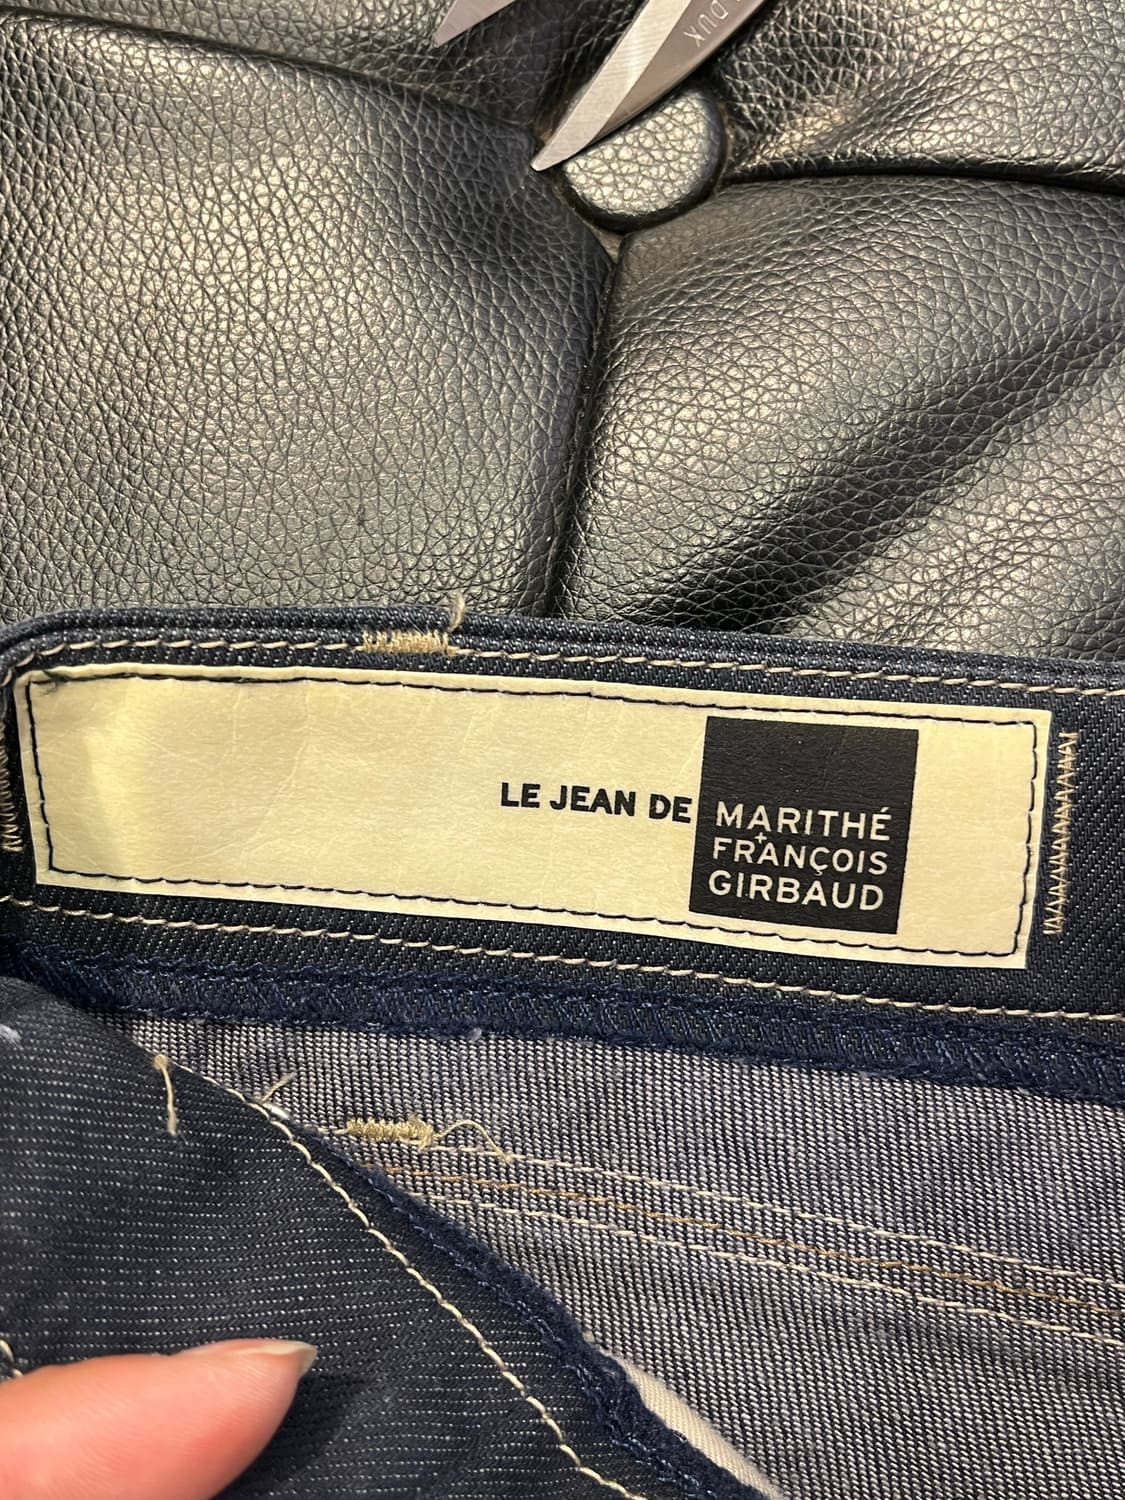 LE JEAN DE
MARITHÉ
+
FRANÇOIS
GIRBAUD